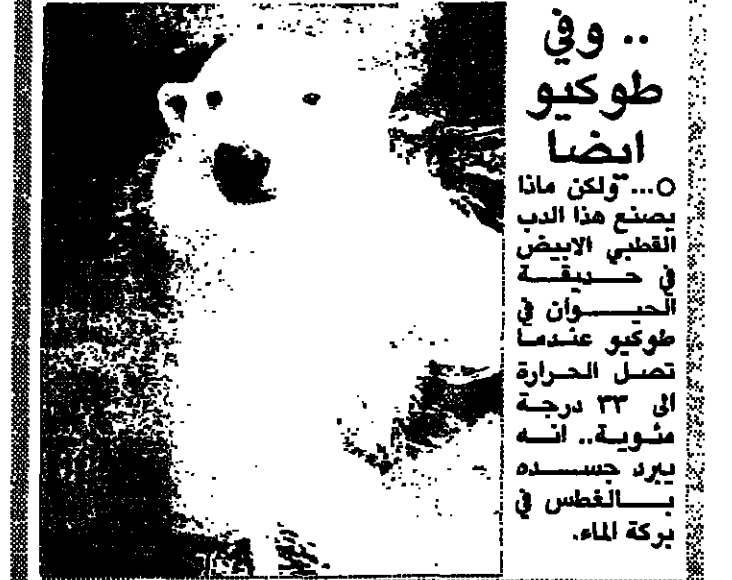 .. وفي
طوكيو
ايضا
○... ولكن ماذا
يصنع هذا الدب
القطبي الابيض
في حديقة
الحيوان في
طوكيو عندما
تصل الحرارة
الى ٣٣ درجة
مئوية.. انه
يبرد جسده
بالغطس في
بركة الماء.